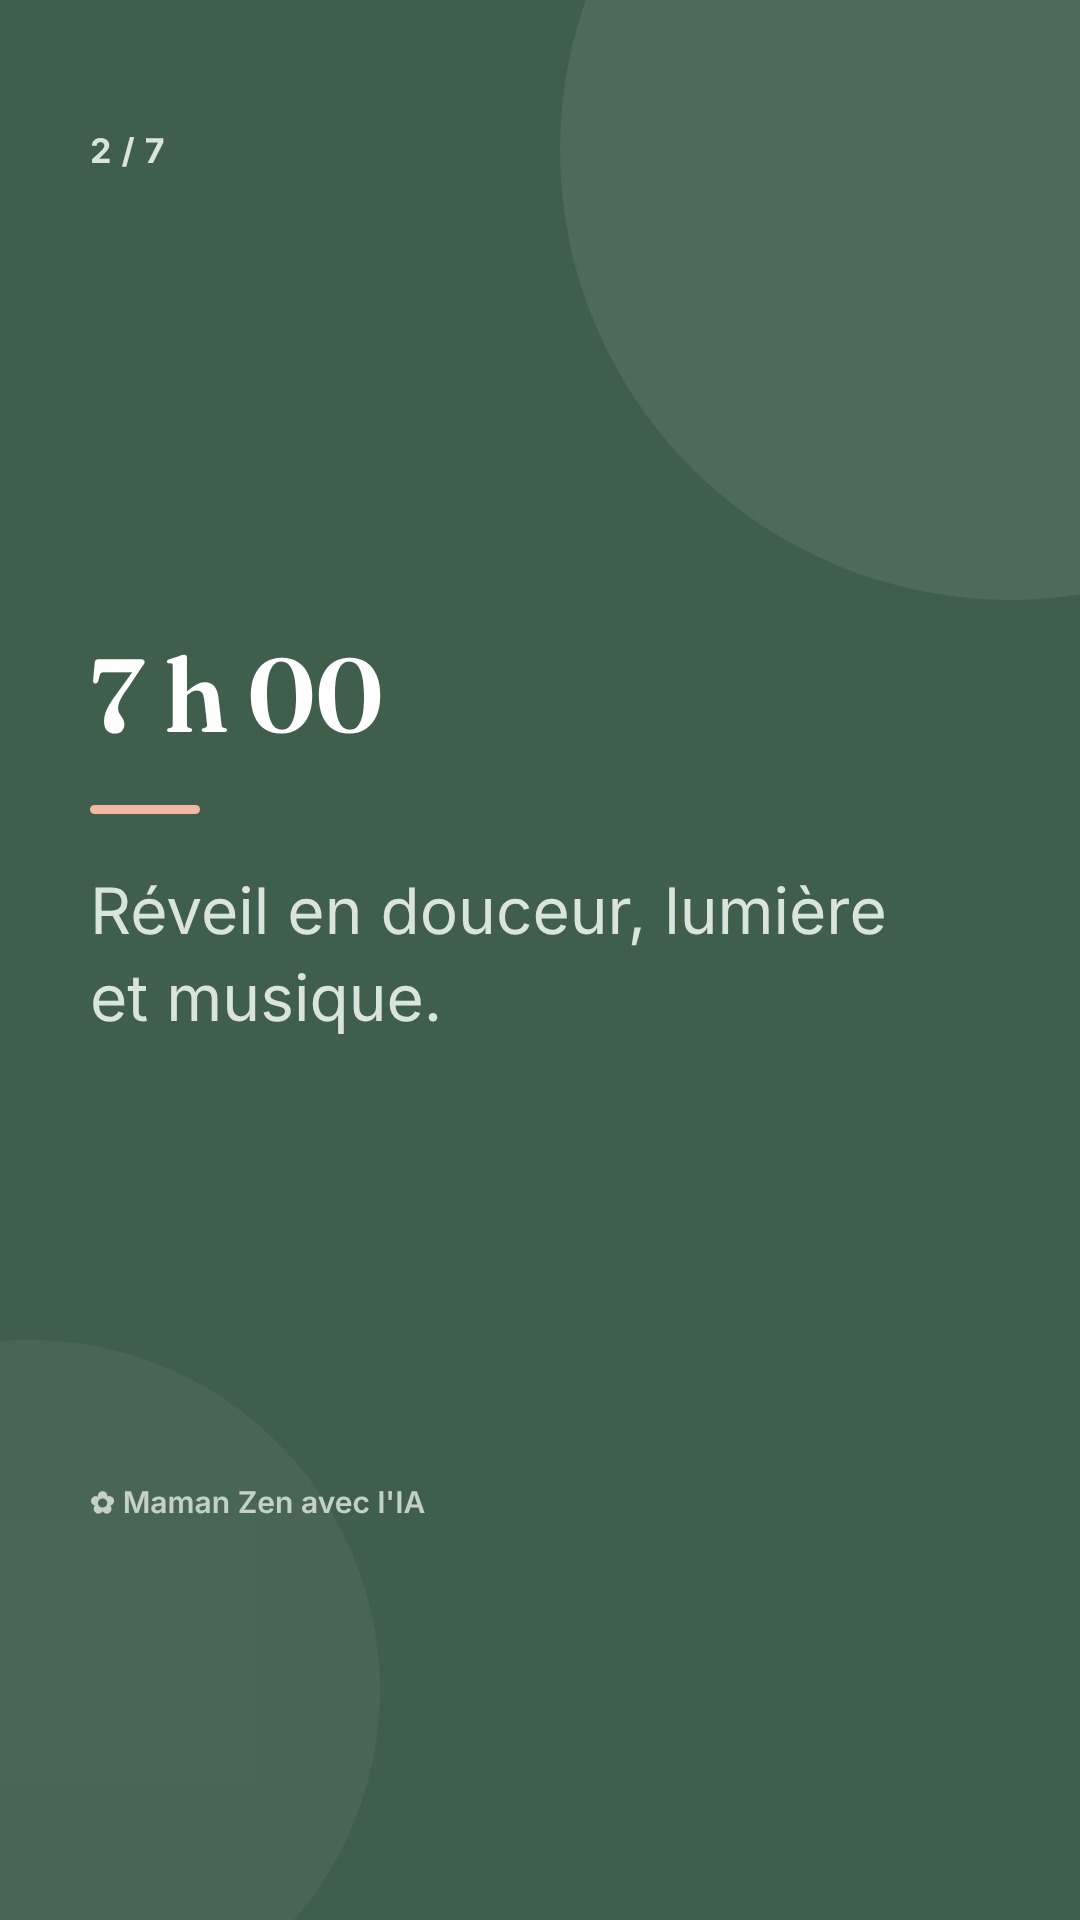 2 / 7
7 h 00
Réveil en douceur, lumière
et musique.
✿ Maman Zen avec l'IA